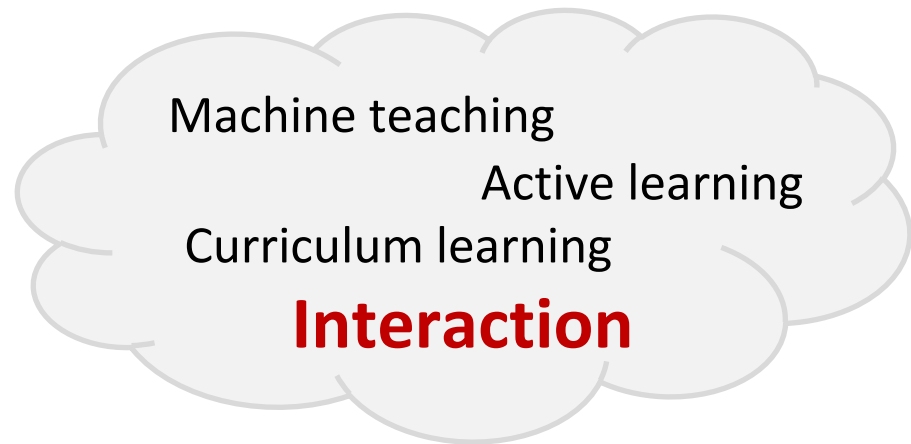 Machine teaching
Active learning
Curriculum learning
Interaction